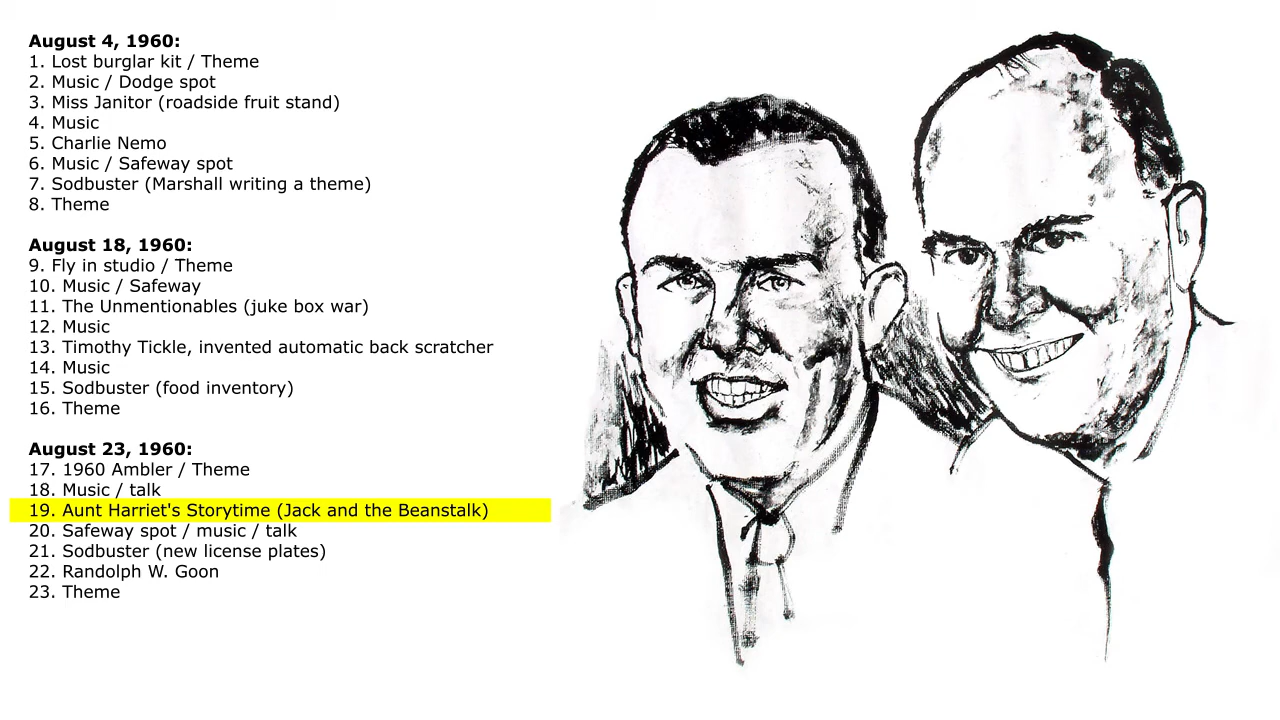 August 4, 1960:
1. Lost burglar kit / Theme
2. Music / Dodge spot
3. Miss Janitor (roadside fruit stand)
4. Music
5. Charlie Nemo
6. Music / Safeway spot
7. Sodbuster (Marshall writing a theme)
8. Theme
August 18, 1960:
9. Fly in studio / Theme
10. Music / Safeway
11. The Unmentionables (juke box war)
12. Music
13. Timothy Tickle, invented automatic back scratcher
14. Music
15. Sodbuster (food inventory)
16. Theme
August 23, 1960:
17. 1960 Ambler / Theme
18. Music / talk
19. Aunt Harriet's Storytime (Jack and the Beanstalk)
20. Safeway spot / music / talk
21. Sodbuster (new license plates)
22. Randolph W. Goon
23. Theme